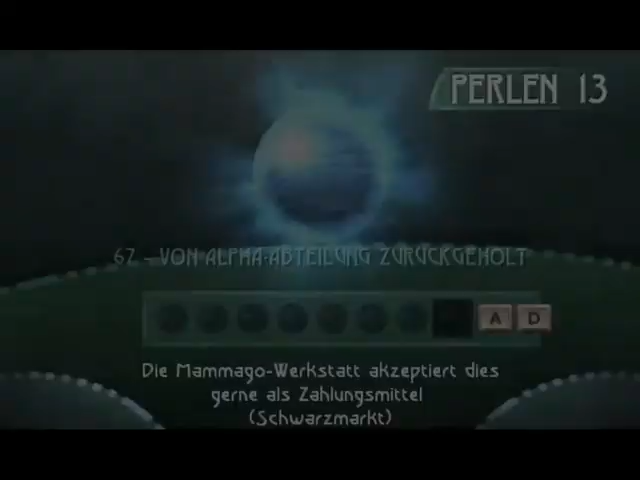 PERLEN 13
67 - VON ALPHA-ABTEILUNG ZURÜCKGEHOLT
A D
Die Mammago-Werkstatt akzeptiert dies
gerne als Zahlungsmittel
(Schwarzmarkt)